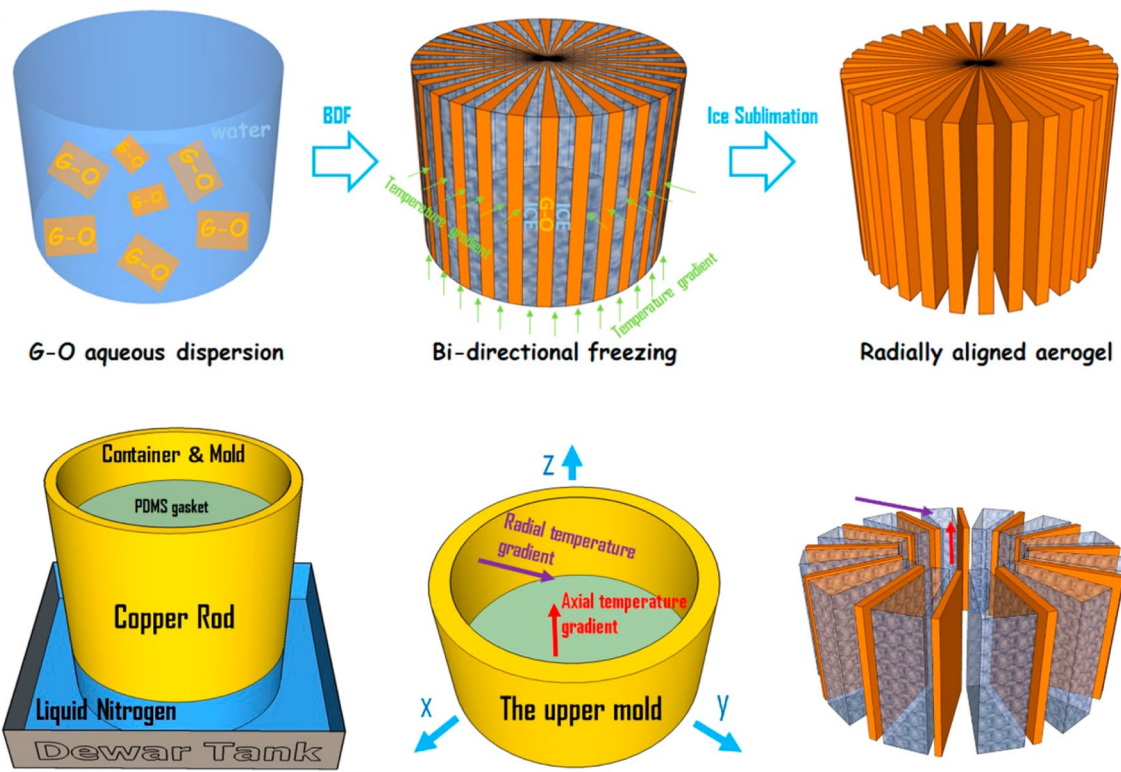 water
G-O
G-O
G-O
G-O
G-O
G-O
G-O
BDF
Temperature gradient
ICE
G-O
ICE
Temperature gradient
Ice Sublimation
G-O aqueous dispersion
Bi-directional freezing
Radially aligned aerogel
Container & Mold
PDMS gasket
Copper Rod
Liquid Nitrogen
Dewar Tank
Z
Radial temperature
gradient
Axial temperature
gradient
X
The upper mold
y